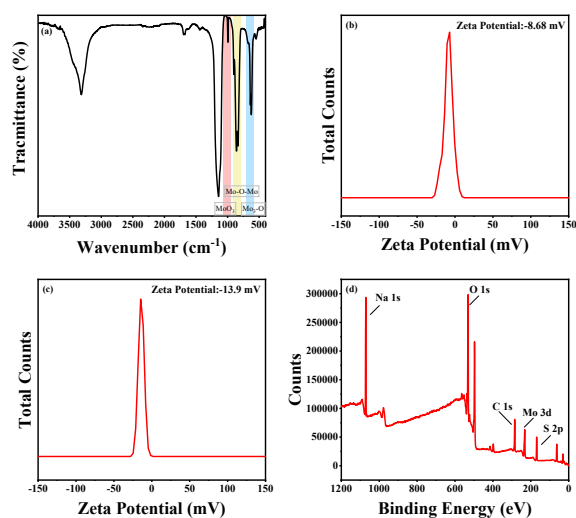 (a)
Tracmittance (%)
Mo-O-Mo
MoO3
Mo2-O
4000 3500 3000 2500 2000 1500 1000 500
Wavenumber (cm-1)
(b)
Zeta Potential:-8.68 mV
Total Counts
-150 -100 -50 0 50 100 150
Zeta Potential (mV)
(c)
Zeta Potential:-13.9 mV
Total Counts
-150 -100 -50 0 50 100 150
Zeta Potential (mV)
(d)
Na 1s
O 1s
C 1s
Mo 3d
S 2p
Counts
300000
250000
200000
150000
100000
50000
0
1200 1000 800 600 400 200 0
Binding Energy (eV)